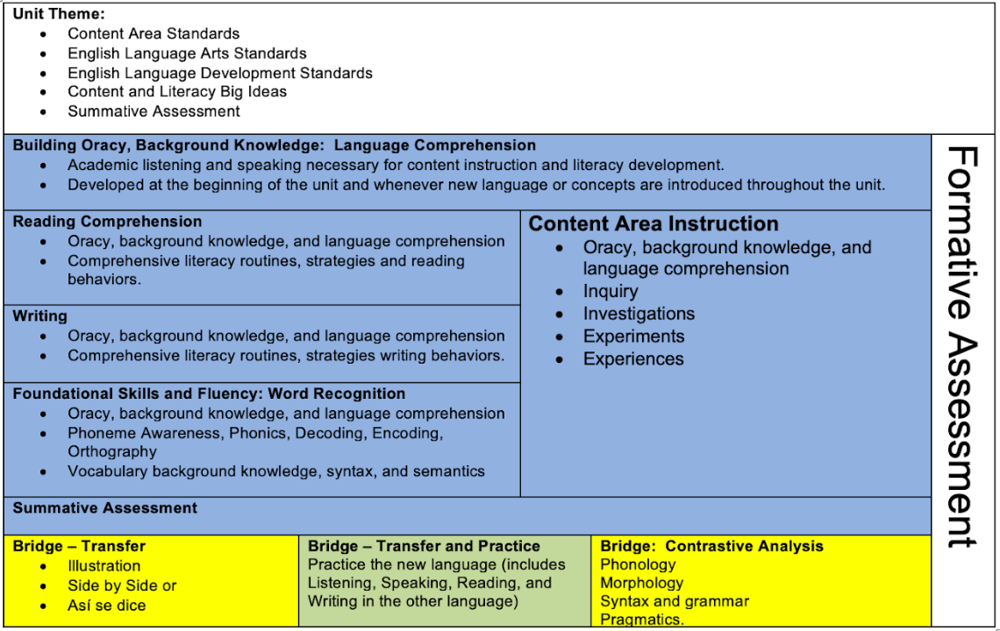 Unit Theme:
• Content Area Standards
• English Language Arts Standards
• English Language Development Standards
• Content and Literacy Big Ideas
• Summative Assessment
Building Oracy, Background Knowledge: Language Comprehension
• Academic listening and speaking necessary for content instruction and literacy development.
• Developed at the beginning of the unit and whenever new language or concepts are introduced throughout the unit.
Reading Comprehension
• Oracy, background knowledge, and language comprehension
• Comprehensive literacy routines, strategies and reading
behaviors.
Writing
• Oracy, background knowledge, and language comprehension
• Comprehensive literacy routines, strategies writing behaviors.
Foundational Skills and Fluency: Word Recognition
• Oracy, background knowledge, and language comprehension
• Phoneme Awareness, Phonics, Decoding, Encoding,
Orthography
• Vocabulary background knowledge, syntax, and semantics
Content Area Instruction
• Oracy, background knowledge, and
language comprehension
• Inquiry
• Investigations
• Experiments
• Experiences
Summative Assessment
Bridge – Transfer
• Illustration
• Side by Side or
• Así se dice
Bridge – Transfer and Practice
Practice the new language (includes
Listening, Speaking, Reading, and
Writing in the other language)
Bridge: Contrastive Analysis
Phonology
Morphology
Syntax and grammar
Pragmatics.
Formative Assessment